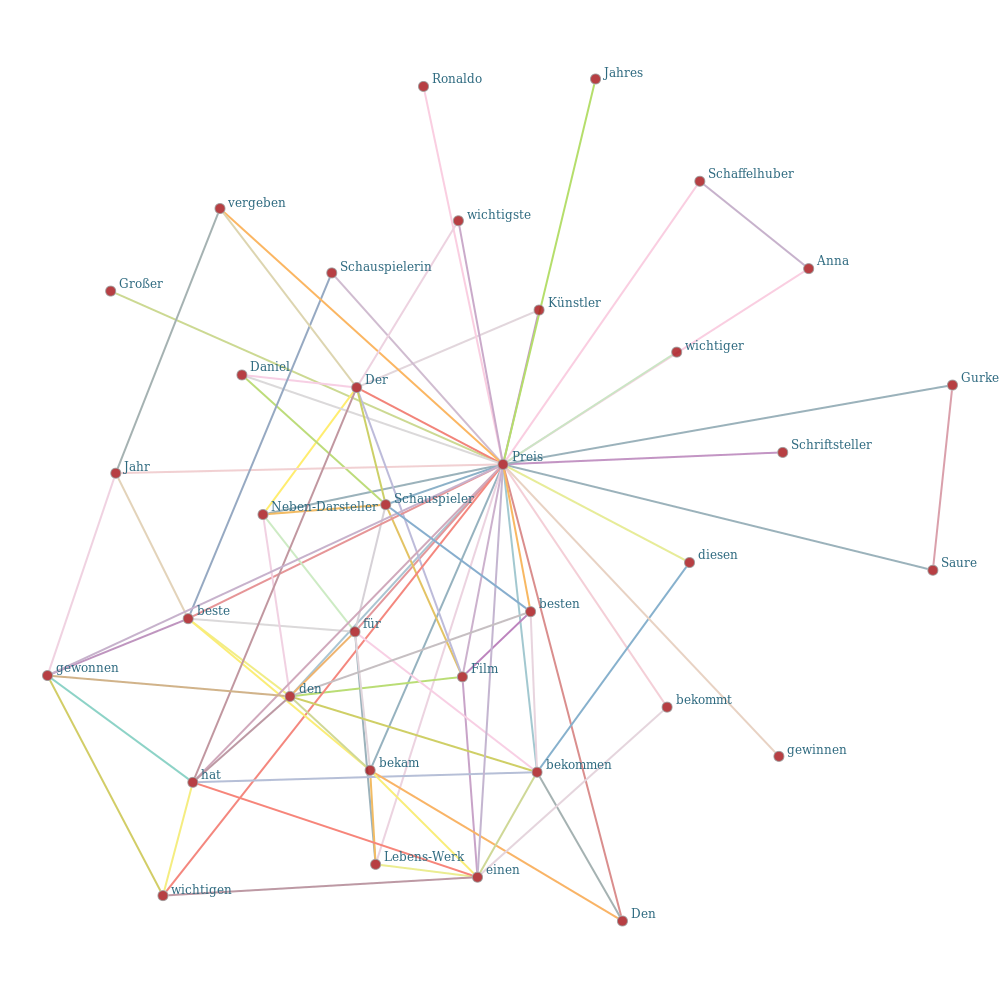 Ronaldo
Jahres
Schaffelhuber
vergeben
wichtigste
Anna
Schauspielerin
Großer
Künstler
wichtiger
Daniel
Der
Gurke
Schriftsteller
Preis
Jahr
Schauspieler
Neben-Darsteller
diesen
Saure
besten
beste
für
gewonnen
Film
den
bekommt
gewinnen
bekam
bekommen
hat
Lebens-Werk
einen
wichtigen
Den